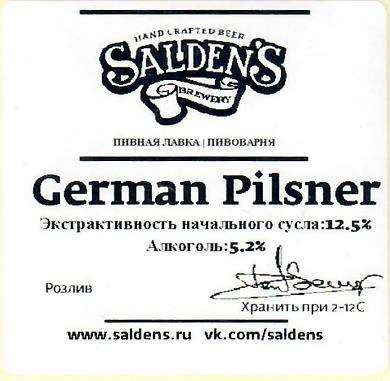 HAND CRAFTED BEER
SALDEN'S
BREWERY
ПИВНАЯ ЛАВКА | ПИВОВАРНЯ
German Pilsner
Экстрактивность начального сусла:12.5%
Алкоголь:5.2%
Розлив
Хранить при 2-12С
www.saldens.ru vk.com/saldens